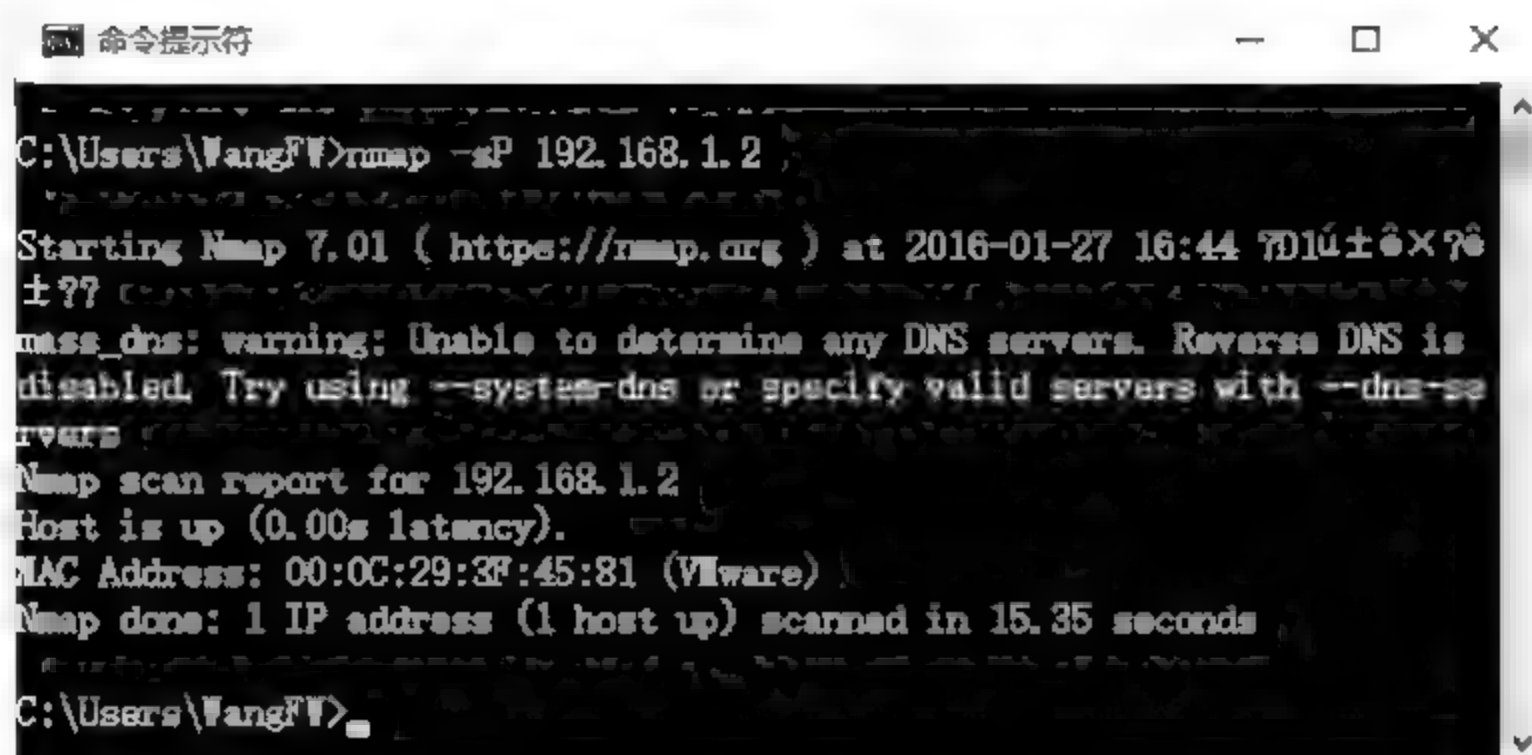 命令提示符
C:\Users\WangFW>nmap -sP 192.168.1.2
Starting Nmap 7.01 ( https://nmap.org ) at 2016-01-27 16:44 ?D1ú±ê×?ê
±??
mass_dns: warning: Unable to determine any DNS servers. Reverse DNS is
disabled. Try using --system-dns or specify valid servers with --dns-se
rvers
Nmap scan report for 192.168.1.2
Host is up (0.00s latency).
MAC Address: 00:0C:29:3F:45:81 (VMware)
Nmap done: 1 IP address (1 host up) scanned in 15.35 seconds
C:\Users\WangFW>